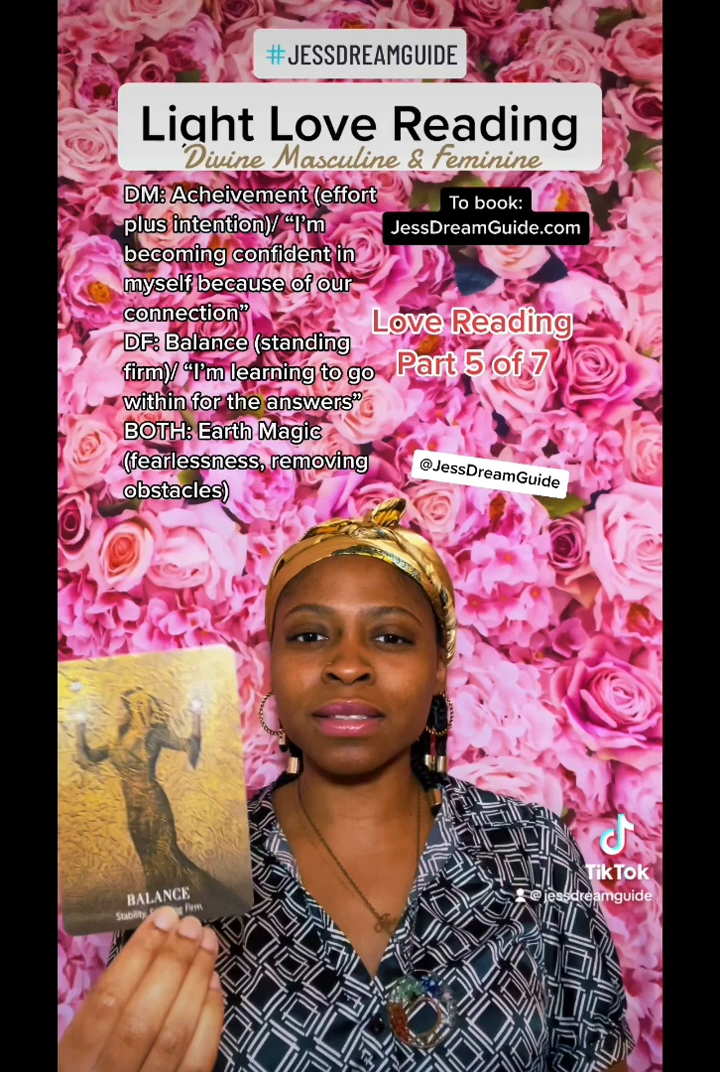 #JESSDREAMGUIDE
Light Love Reading
Divine Masculine & Feminine
DM: Acheivement (effort
plus intention)/ “I’m
becoming confident in
myself because of our
connection”
DF: Balance (standing
firm)/ “I’m learning to go
within for the answers”
BOTH: Earth Magic
(fearlessness, removing
obstacles)
To book:
JessDreamGuide.com
Love Reading
Part 5 of 7
@JessDreamGuide
BALANCE
Stability, Firm
TikTok
@jessdreamguide